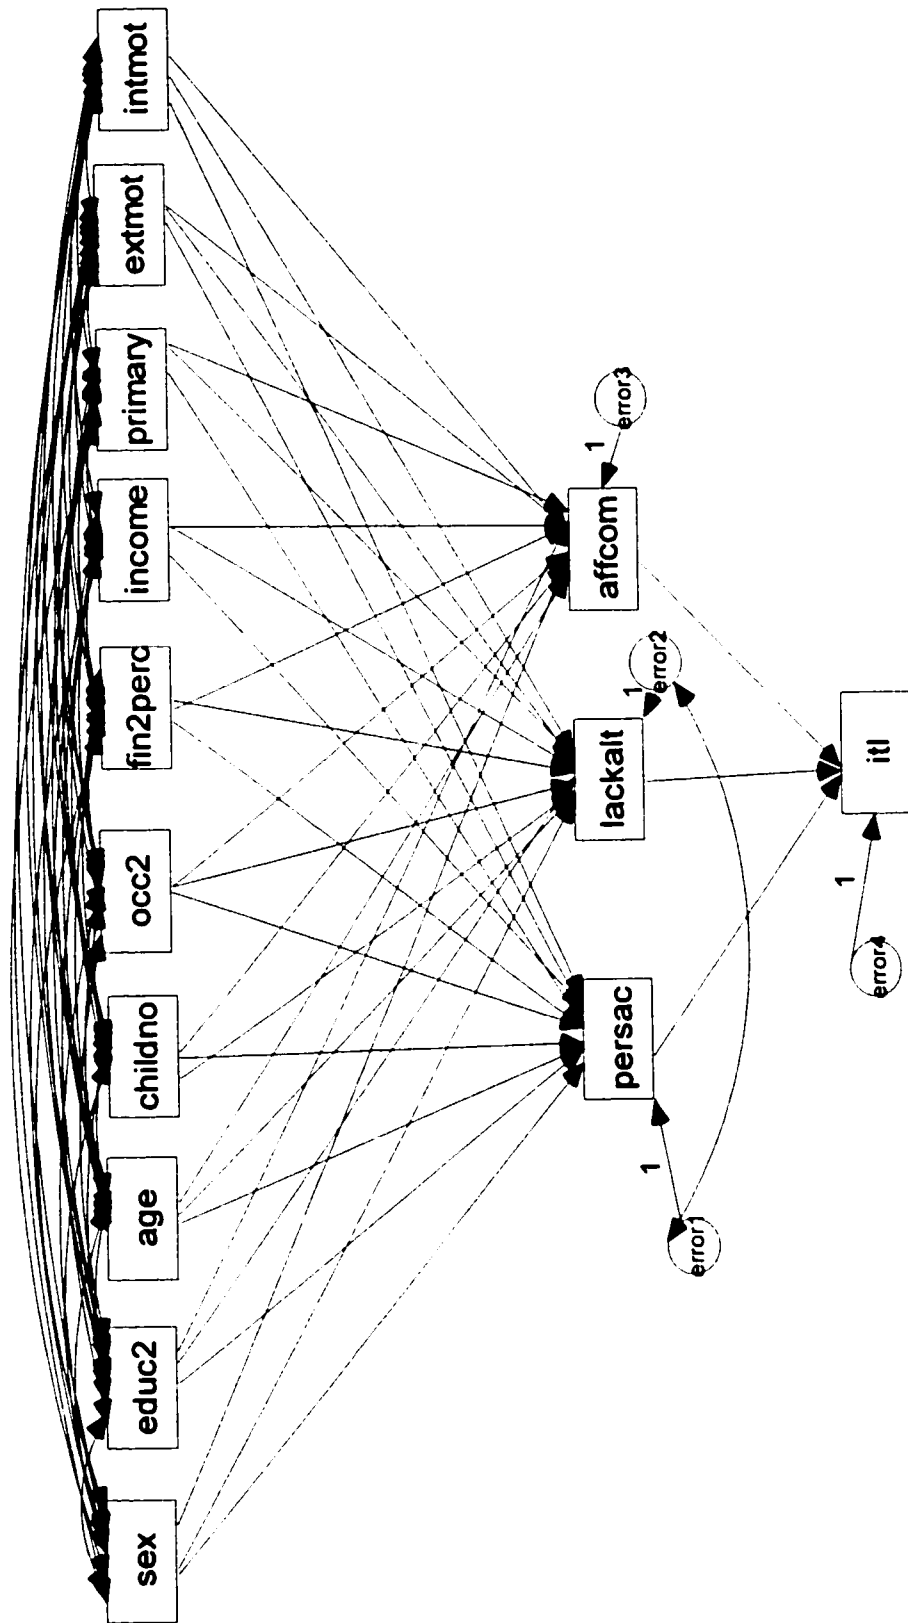 sex
educ2
age
childno
occ2
fin2perc
income
primary
extmot
intmot
persac
lackalt
affcom
1
error1
1
error2
1
error3
itl
1
error4